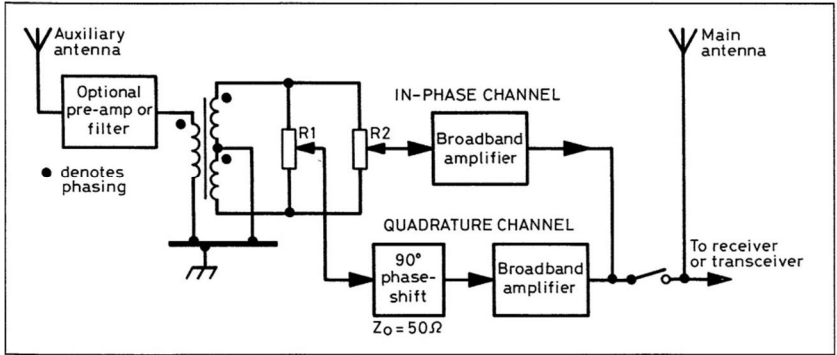 Auxiliary
antenna
Main
antenna
Optional
pre-amp or
filter
● denotes
phasing
R1
R2
IN-PHASE CHANNEL
Broadband
amplifier
QUADRATURE CHANNEL
90°
phase-
shift
Zo = 50Ω
Broadband
amplifier
To receiver
or transceiver